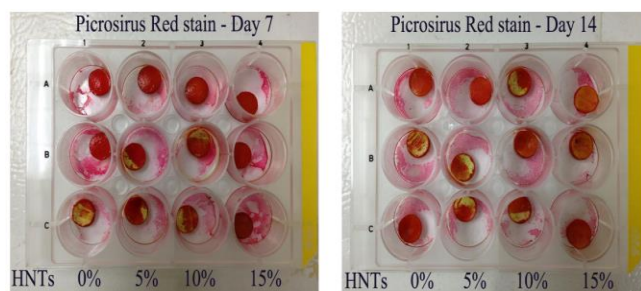 Picrosirus Red stain - Day 7
1 2 3 4
A
B
C
HNTs 0% 5% 10% 15%
Picrosirus Red stain - Day 14
1 2 3 4
A
B
C
HNTs 0% 5% 10% 15%